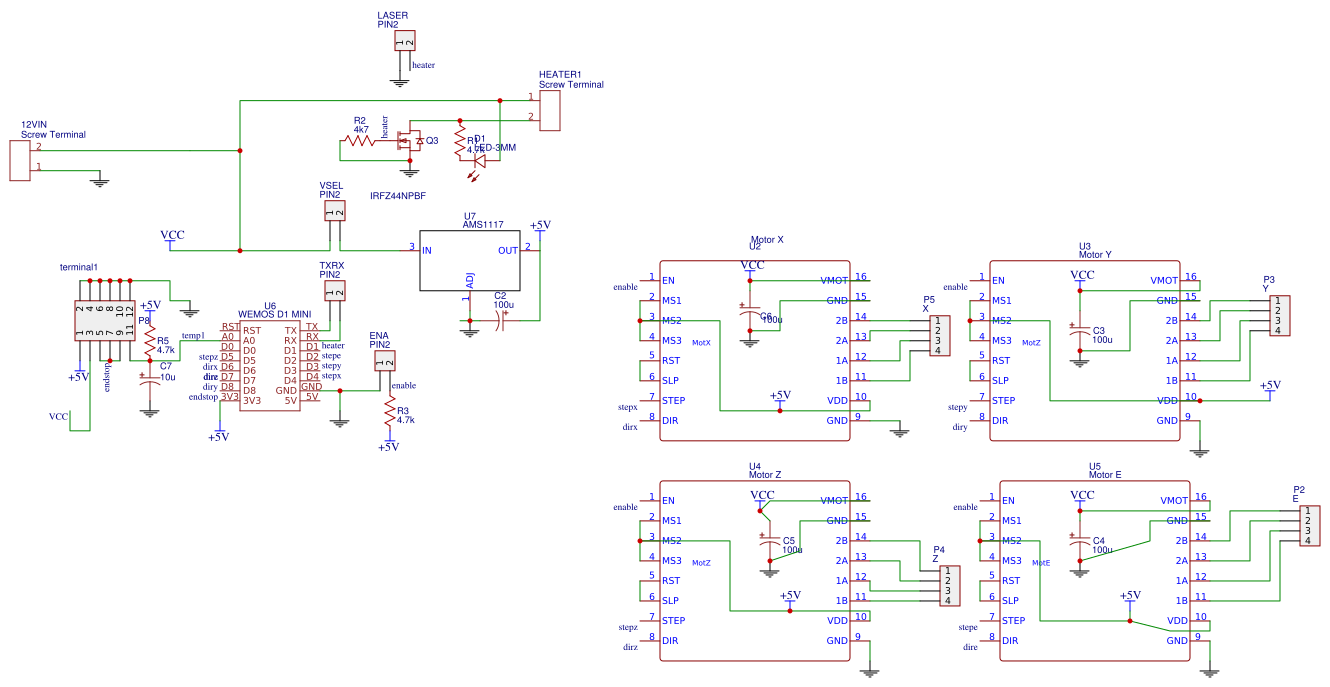 LASER
PIN2
1 2
heater
HEATER1
Screw Terminal
1
2
12VIN
Screw Terminal
2
1
R2
4k7
heater
Q3
R1
4.7k
D1
LED-3MM
IRFZ44NPBF
VSEL
PIN2
1 2
VCC
U7
AMS1117
3 IN
OUT 2
ADJ
1
+5V
C2
100u
terminal1
2 4 6 8 10 12
1 3 5 7 9 11
P8
+5V
R5
4.7k
C7
10u
+5V
VCC
endstop
temp1
TXRX
PIN2
1 2
U6
WEMOS D1 MINI
RST RST TX TX
A0 A0 RX RX
D0 D0 D1 D1 heater
stepz D5 D5 D2 D2 stepe
dirx D6 D6 D3 D3 stepy
dire D7 D7 D4 D4 stepx
diry D8 D8 GND GND
endstop 3V3 3V3 5V 5V
+5V
ENA
PIN2
1 2
enable
R3
4.7k
+5V
Motor X
U2
VCC
1 EN VMOT 16
enable
2 MS1 GND 15
3 MS2 2B 14
4 MS3 2A 13
5 RST 1A 12
6 SLP 1B 11
7 STEP VDD 10
stepx
8 DIR GND 9
dirx
C6
100u
MotX
+5V
P5
X
1
2
3
4
U3
Motor Y
VCC
1 EN VMOT 16
enable
2 MS1 GND 15
3 MS2 2B 14
4 MS3 2A 13
5 RST 1A 12
6 SLP 1B 11
7 STEP VDD 10
stepy
8 DIR GND 9
diry
C3
100u
MotZ
+5V
P3
Y
1
2
3
4
U4
Motor Z
VCC
1 EN VMOT 16
enable
2 MS1 GND 15
3 MS2 2B 14
4 MS3 2A 13
5 RST 1A 12
6 SLP 1B 11
7 STEP VDD 10
stepz
8 DIR GND 9
dirz
C5
100u
MotZ
+5V
P4
Z
1
2
3
4
U5
Motor E
VCC
1 EN VMOT 16
enable
2 MS1 GND 15
3 MS2 2B 14
4 MS3 2A 13
5 RST 1A 12
6 SLP 1B 11
7 STEP VDD 10
stepe
8 DIR GND 9
dire
C4
100u
MotE
+5V
P2
E
1
2
3
4